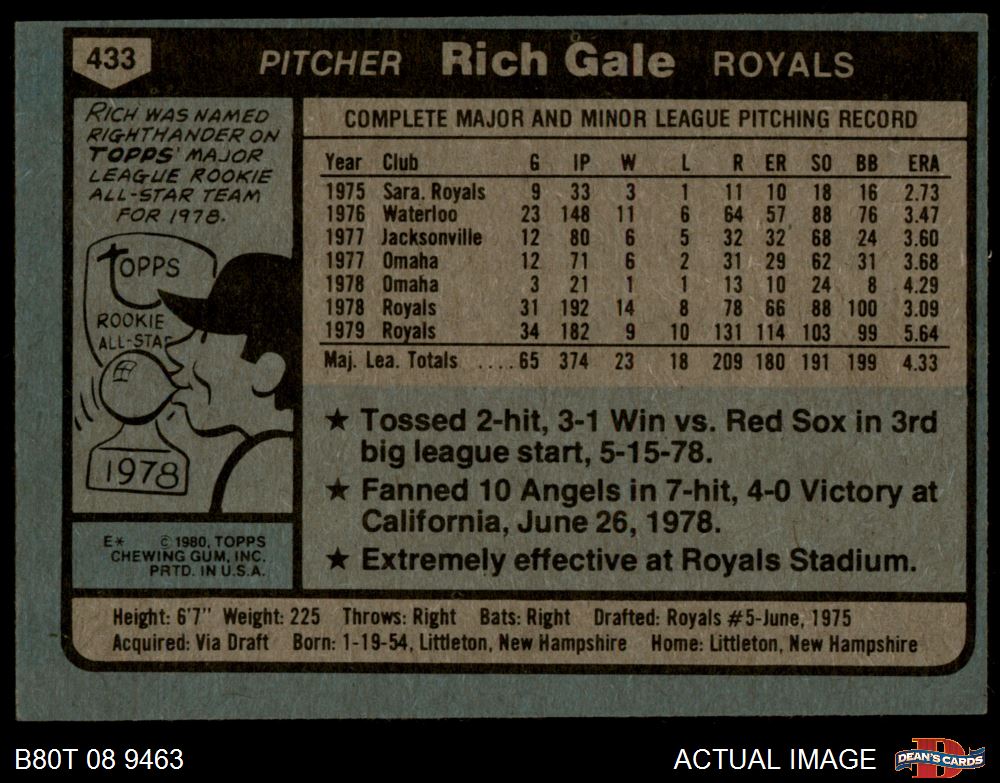 433 PITCHER Rich Gale ROYALS
RICH WAS NAMED
RIGHTHANDER ON
TOPPS' MAJOR
LEAGUE ROOKIE
ALL-STAR TEAM
FOR 1978.
TOPPS
ROOKIE
ALL-STAR
1978
E* © 1980, TOPPS
CHEWING GUM, INC.
PRTD. IN U.S.A.
COMPLETE MAJOR AND MINOR LEAGUE PITCHING RECORD
Year Club G IP W L R ER SO BB ERA
1975 Sara. Royals 9 33 3 1 11 10 18 16 2.73
1976 Waterloo 23 148 11 6 64 57 88 76 3.47
1977 Jacksonville 12 80 6 5 32 32 68 24 3.60
1977 Omaha 12 71 6 2 31 29 62 31 3.68
1978 Omaha 3 21 1 1 13 10 24 8 4.29
1978 Royals 31 192 14 8 78 66 88 100 3.09
1979 Royals 34 182 9 10 131 114 103 99 5.64
Maj. Lea. Totals ....65 374 23 18 209 180 191 199 4.33
★ Tossed 2-hit, 3-1 Win vs. Red Sox in 3rd
big league start, 5-15-78.
★ Fanned 10 Angels in 7-hit, 4-0 Victory at
California, June 26, 1978.
★ Extremely effective at Royals Stadium.
Height: 6'7" Weight: 225 Throws: Right Bats: Right Drafted: Royals #5-June, 1975
Acquired: Via Draft Born: 1-19-54, Littleton, New Hampshire Home: Littleton, New Hampshire
B80T 08 9463 ACTUAL IMAGE
D
DEAN'S CARDS